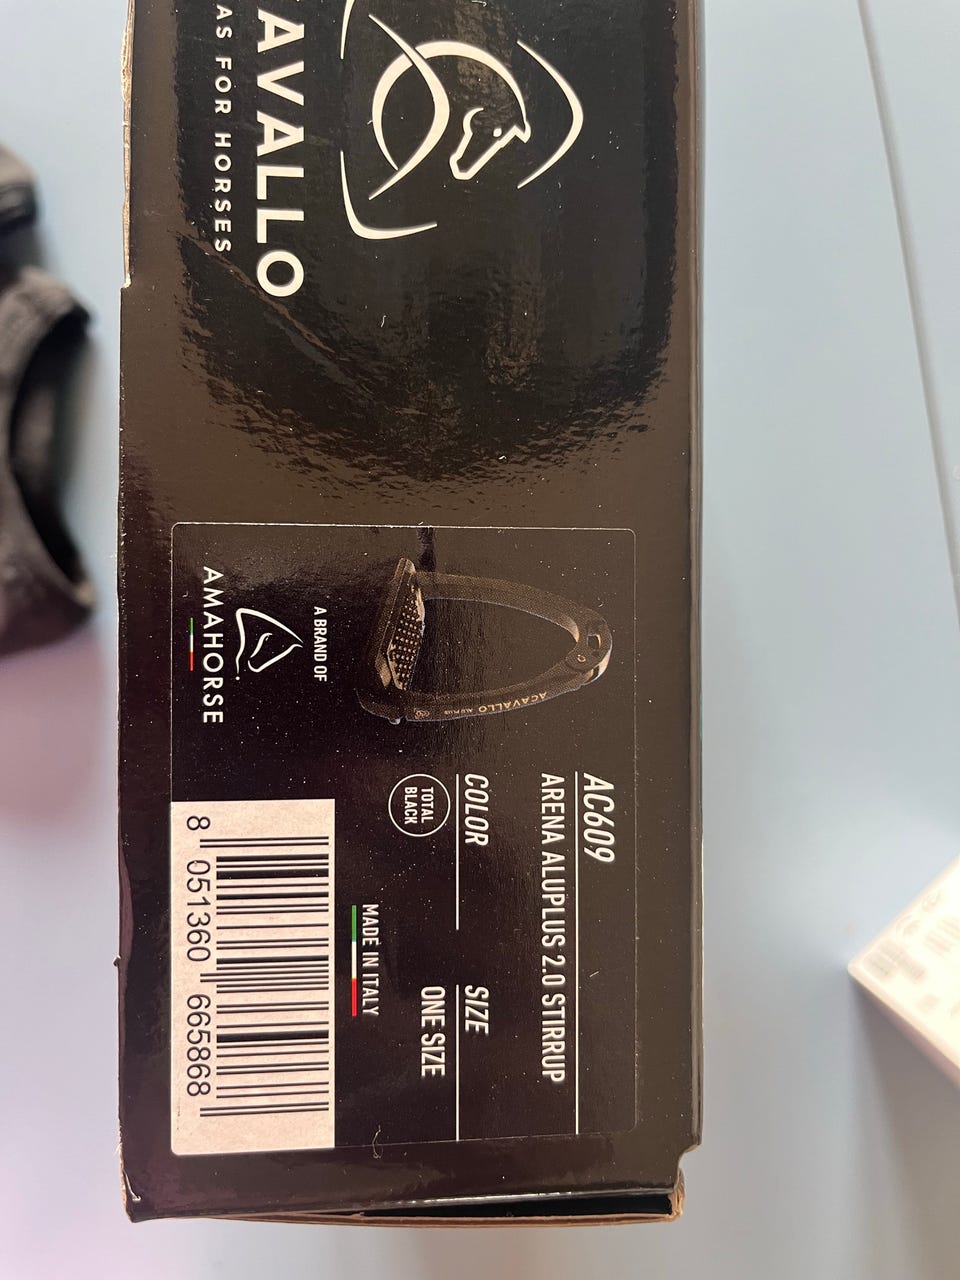 AVALLO
AS FOR HORSES
AC609
ARENA ALUPLUS 2.0 STIRRUP
COLOR
TOTAL
BLACK
SIZE
ONE SIZE
MADE IN ITALY
ACAVALLO
A BRAND OF
AMAHORSE
8 051360 665868